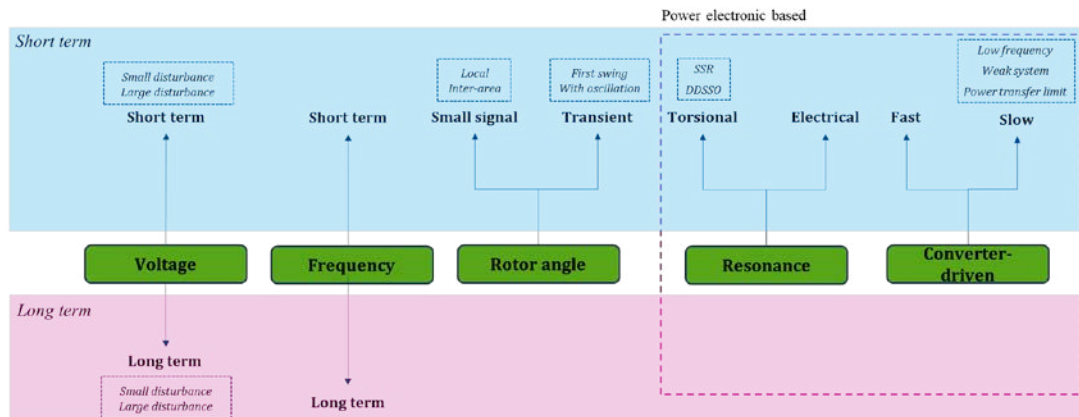 Power electronic based
Short term
Small disturbance
Large disturbance
Short term
Short term
Local
Inter-area
Small signal
First swing
With oscillation
Transient
SSR
DDSSO
Torsional
Electrical
Fast
Low frequency
Weak system
Power transfer limit
Slow
Voltage
Frequency
Rotor angle
Resonance
Converter-
driven
Long term
Long term
Small disturbance
Large disturbance
Long term